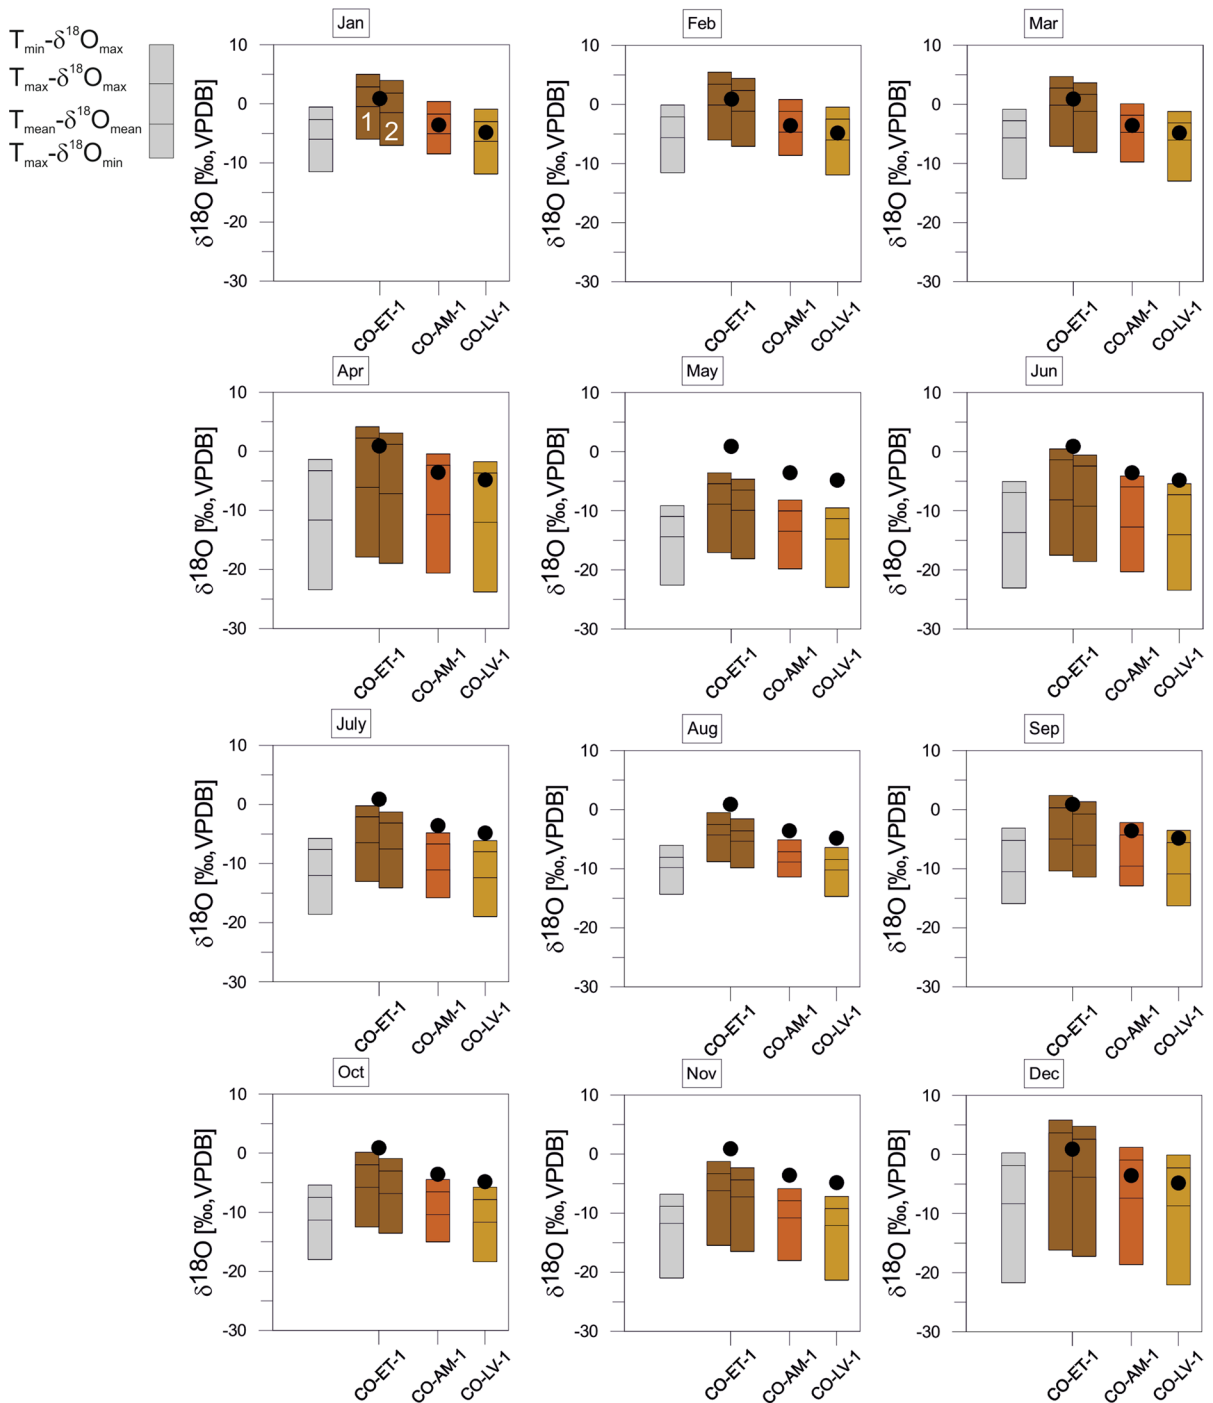 T_min-δ¹⁸O_max
T_max-δ¹⁸O_max
T_mean-δ¹⁸O_mean
T_max-δ¹⁸O_min
Jan
Feb
Mar
δ18O [‰,VPDB]
10
0
-10
-20
-30
1
2
CO-ET-1
CO-AM-1
CO-LV-1
δ18O [‰,VPDB]
10
0
-10
-20
-30
CO-ET-1
CO-AM-1
CO-LV-1
δ18O [‰,VPDB]
10
0
-10
-20
-30
CO-ET-1
CO-AM-1
CO-LV-1
Apr
May
Jun
δ18O [‰,VPDB]
10
0
-10
-20
-30
CO-ET-1
CO-AM-1
CO-LV-1
δ18O [‰,VPDB]
10
0
-10
-20
-30
CO-ET-1
CO-AM-1
CO-LV-1
δ18O [‰,VPDB]
10
0
-10
-20
-30
CO-ET-1
CO-AM-1
CO-LV-1
July
Aug
Sep
δ18O [‰,VPDB]
10
0
-10
-20
-30
CO-ET-1
CO-AM-1
CO-LV-1
δ18O [‰,VPDB]
10
0
-10
-20
-30
CO-ET-1
CO-AM-1
CO-LV-1
δ18O [‰,VPDB]
10
0
-10
-20
-30
CO-ET-1
CO-AM-1
CO-LV-1
Oct
Nov
Dec
δ18O [‰,VPDB]
10
0
-10
-20
-30
CO-ET-1
CO-AM-1
CO-LV-1
δ18O [‰,VPDB]
10
0
-10
-20
-30
CO-ET-1
CO-AM-1
CO-LV-1
δ18O [‰,VPDB]
10
0
-10
-20
-30
CO-ET-1
CO-AM-1
CO-LV-1